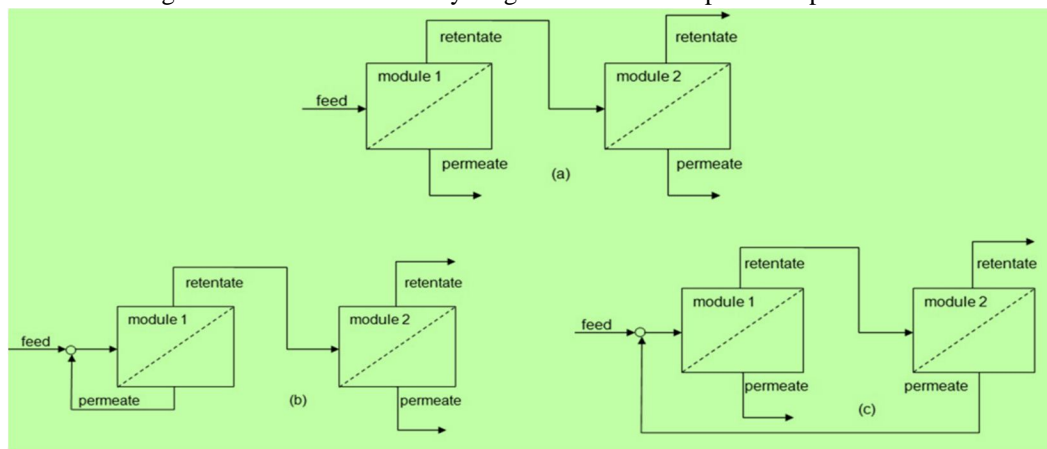 retentate
retentate
module 1
module 2
feed
permeate
permeate
(a)
retentate
retentate
module 1
module 2
feed
permeate
permeate
(b)
retentate
retentate
module 1
module 2
feed
permeate
permeate
(c)